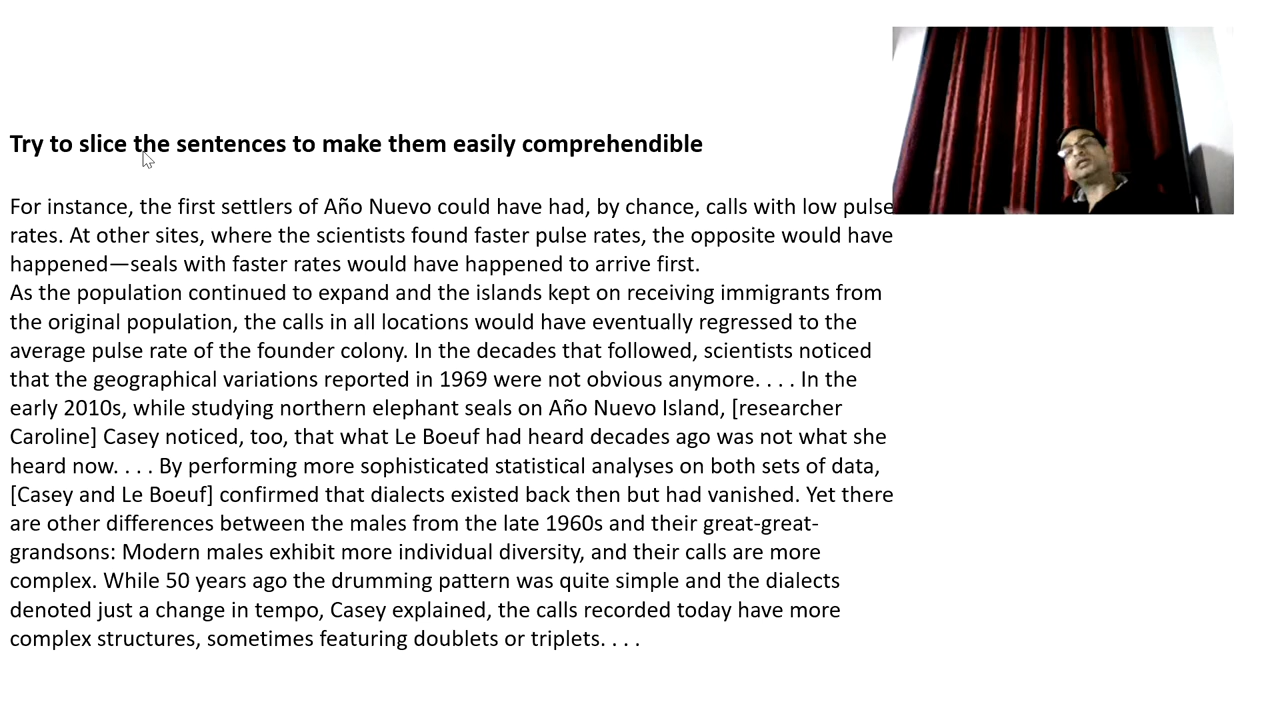 Try to slice the sentences to make them easily comprehendible
For instance, the first settlers of Año Nuevo could have had, by chance, calls with low pulse
rates. At other sites, where the scientists found faster pulse rates, the opposite would have
happened—seals with faster rates would have happened to arrive first.
As the population continued to expand and the islands kept on receiving immigrants from
the original population, the calls in all locations would have eventually regressed to the
average pulse rate of the founder colony. In the decades that followed, scientists noticed
that the geographical variations reported in 1969 were not obvious anymore. . . . In the
early 2010s, while studying northern elephant seals on Año Nuevo Island, [researcher
Caroline] Casey noticed, too, that what Le Boeuf had heard decades ago was not what she
heard now. . . . By performing more sophisticated statistical analyses on both sets of data,
[Casey and Le Boeuf] confirmed that dialects existed back then but had vanished. Yet there
are other differences between the males from the late 1960s and their great-great-
grandsons: Modern males exhibit more individual diversity, and their calls are more
complex. While 50 years ago the drumming pattern was quite simple and the dialects
denoted just a change in tempo, Casey explained, the calls recorded today have more
complex structures, sometimes featuring doublets or triplets. . . .